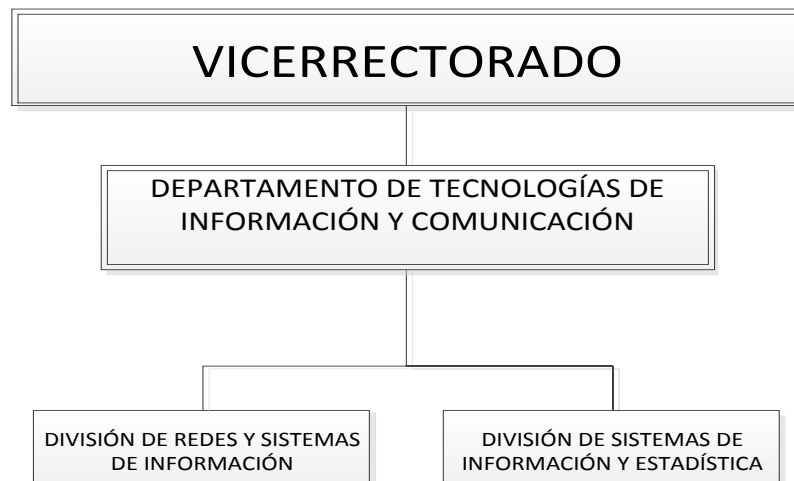 VICERRECTORADO
DEPARTAMENTO DE TECNOLOGÍAS DE
INFORMACIÓN Y COMUNICACIÓN
DIVISIÓN DE REDES Y SISTEMAS
DE INFORMACIÓN
DIVISIÓN DE SISTEMAS DE
INFORMACIÓN Y ESTADÍSTICA